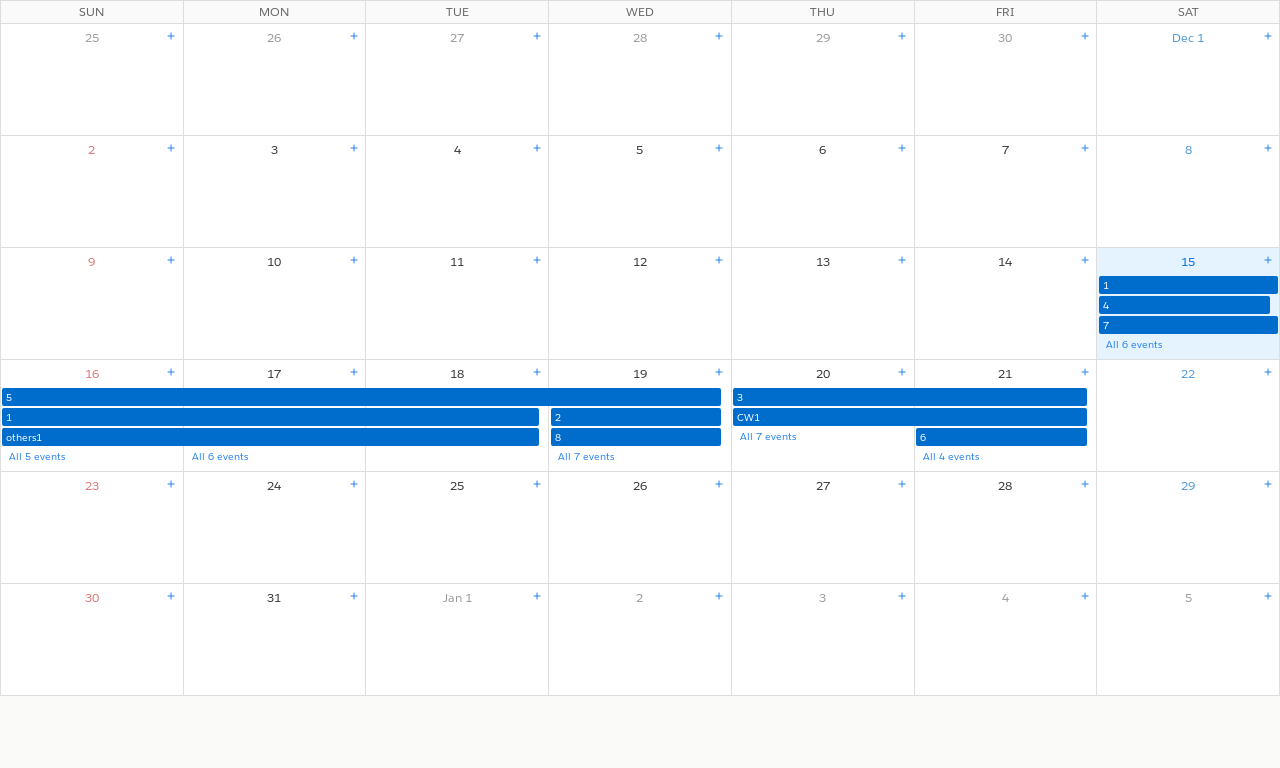 SUN MON TUE WED THU FRI SAT
25 + 26 + 27 + 28 + 29 + 30 + Dec 1 +
2 + 3 + 4 + 5 + 6 + 7 + 8 +
9 + 10 + 11 + 12 + 13 + 14 + 15 +
1
4
7
All 6 events
16 + 17 + 18 + 19 + 20 + 21 + 22 +
5 3
1 2 CW1
others1 8 All 7 events 6
All 5 events All 6 events All 7 events All 4 events
23 + 24 + 25 + 26 + 27 + 28 + 29 +
30 + 31 + Jan 1 + 2 + 3 + 4 + 5 +